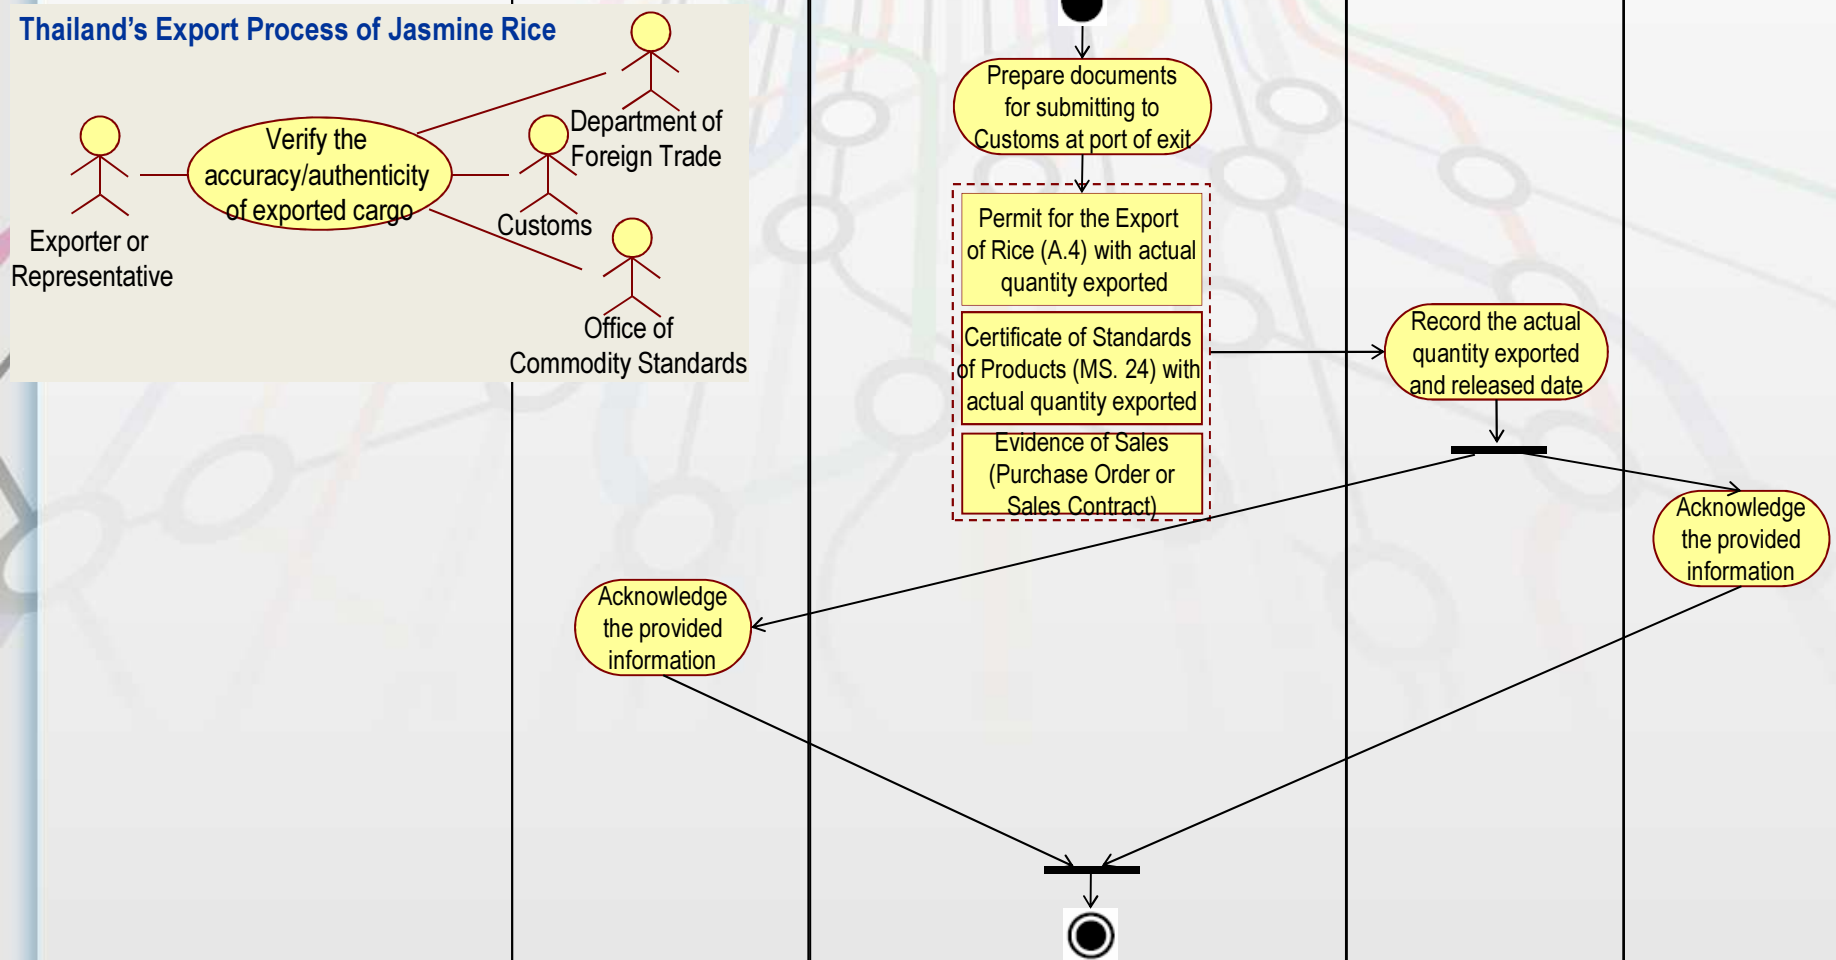 Thailand's Export Process of Jasmine Rice
Verify the
accuracy/authenticity
of exported cargo
Exporter or
Representative
Department of
Foreign Trade
Customs
Office of
Commodity Standards
Prepare documents
for submitting to
Customs at port of exit
Permit for the Export
of Rice (A.4) with actual
quantity exported
Certificate of Standards
of Products (MS. 24) with
actual quantity exported
Evidence of Sales
(Purchase Order or
Sales Contract)
Record the actual
quantity exported
and released date
Acknowledge
the provided
information
Acknowledge
the provided
information